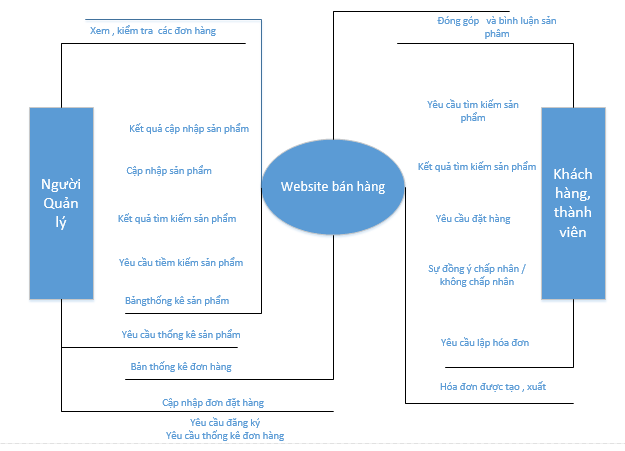 Xem , kiểm tra các đơn hàng
Đóng góp và bình luận sản
phẩm
Kết quả cập nhập sản phẩm
Cập nhập sản phẩm
Kết quả tìm kiếm sản phẩm
Yêu cầu tiềm kiếm sản phẩm
Bảngthống kê sản phẩm
Yêu cầu thống kê sản phẩm
Bản thống kê đơn hàng
Cập nhập đơn đặt hàng
Yêu cầu đăng ký
Yêu cầu thống kê đơn hàng
Người
Quản
lý
Website bán hàng
Yêu cầu tìm kiếm sản
phẩm
Kết quả tìm kiếm sản phẩm
Yêu cầu đặt hàng
Sự đồng ý chấp nhân /
không chấp nhân
Yêu cầu lập hóa đơn
Hóa đơn được tạo , xuất
Khách
hàng,
thành
viên